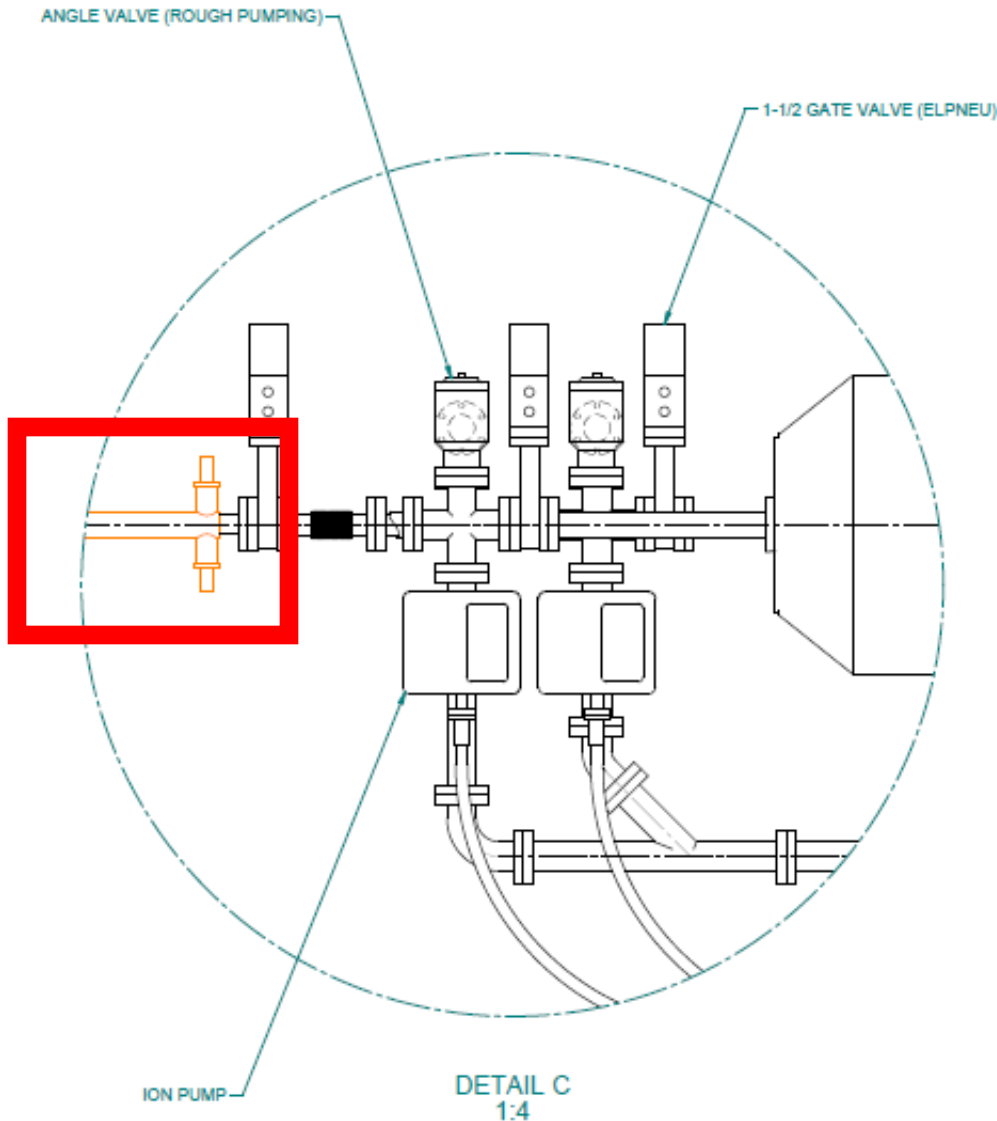 ANGLE VALVE (ROUGH PUMPING)
1-1/2 GATE VALVE (ELPNEU)
ION PUMP
DETAIL C
1:4